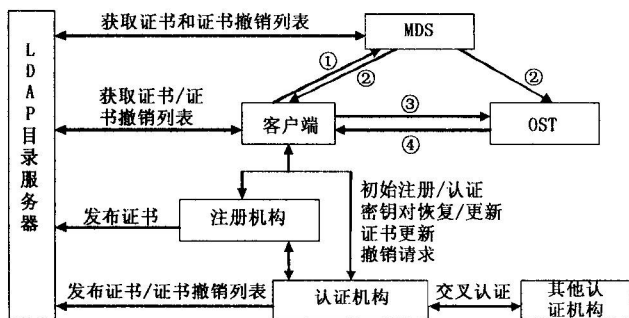 LDAP目录服务器
获取证书和证书撤销列表
MDS
①
②
②
获取证书/证
书撤销列表
客户端
③
④
OST
初始注册/认证
密钥对恢复/更新
证书更新
撤销请求
发布证书
注册机构
发布证书/证书撤销列表
认证机构
交叉认证
其他认
证机构